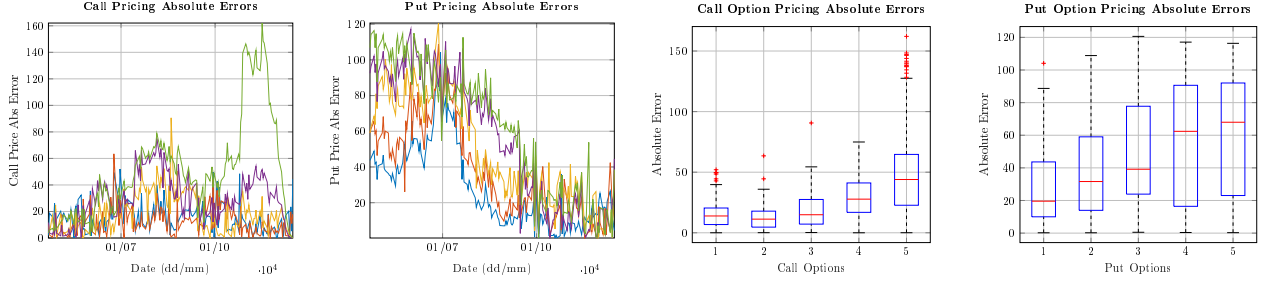 Call Pricing Absolute Errors
Call Price Abs Error
160
140
120
100
80
60
40
20
0
01/07
01/10
Date (dd/mm)
·10⁴
Put Pricing Absolute Errors
Put Price Abs Error
120
100
80
60
40
20
01/07
01/10
Date (dd/mm)
·10⁴
Call Option Pricing Absolute Errors
Absolute Error
150
100
50
0
1 2 3 4 5
Call Options
Put Option Pricing Absolute Errors
Absolute Error
120
100
80
60
40
20
0
1 2 3 4 5
Put Options